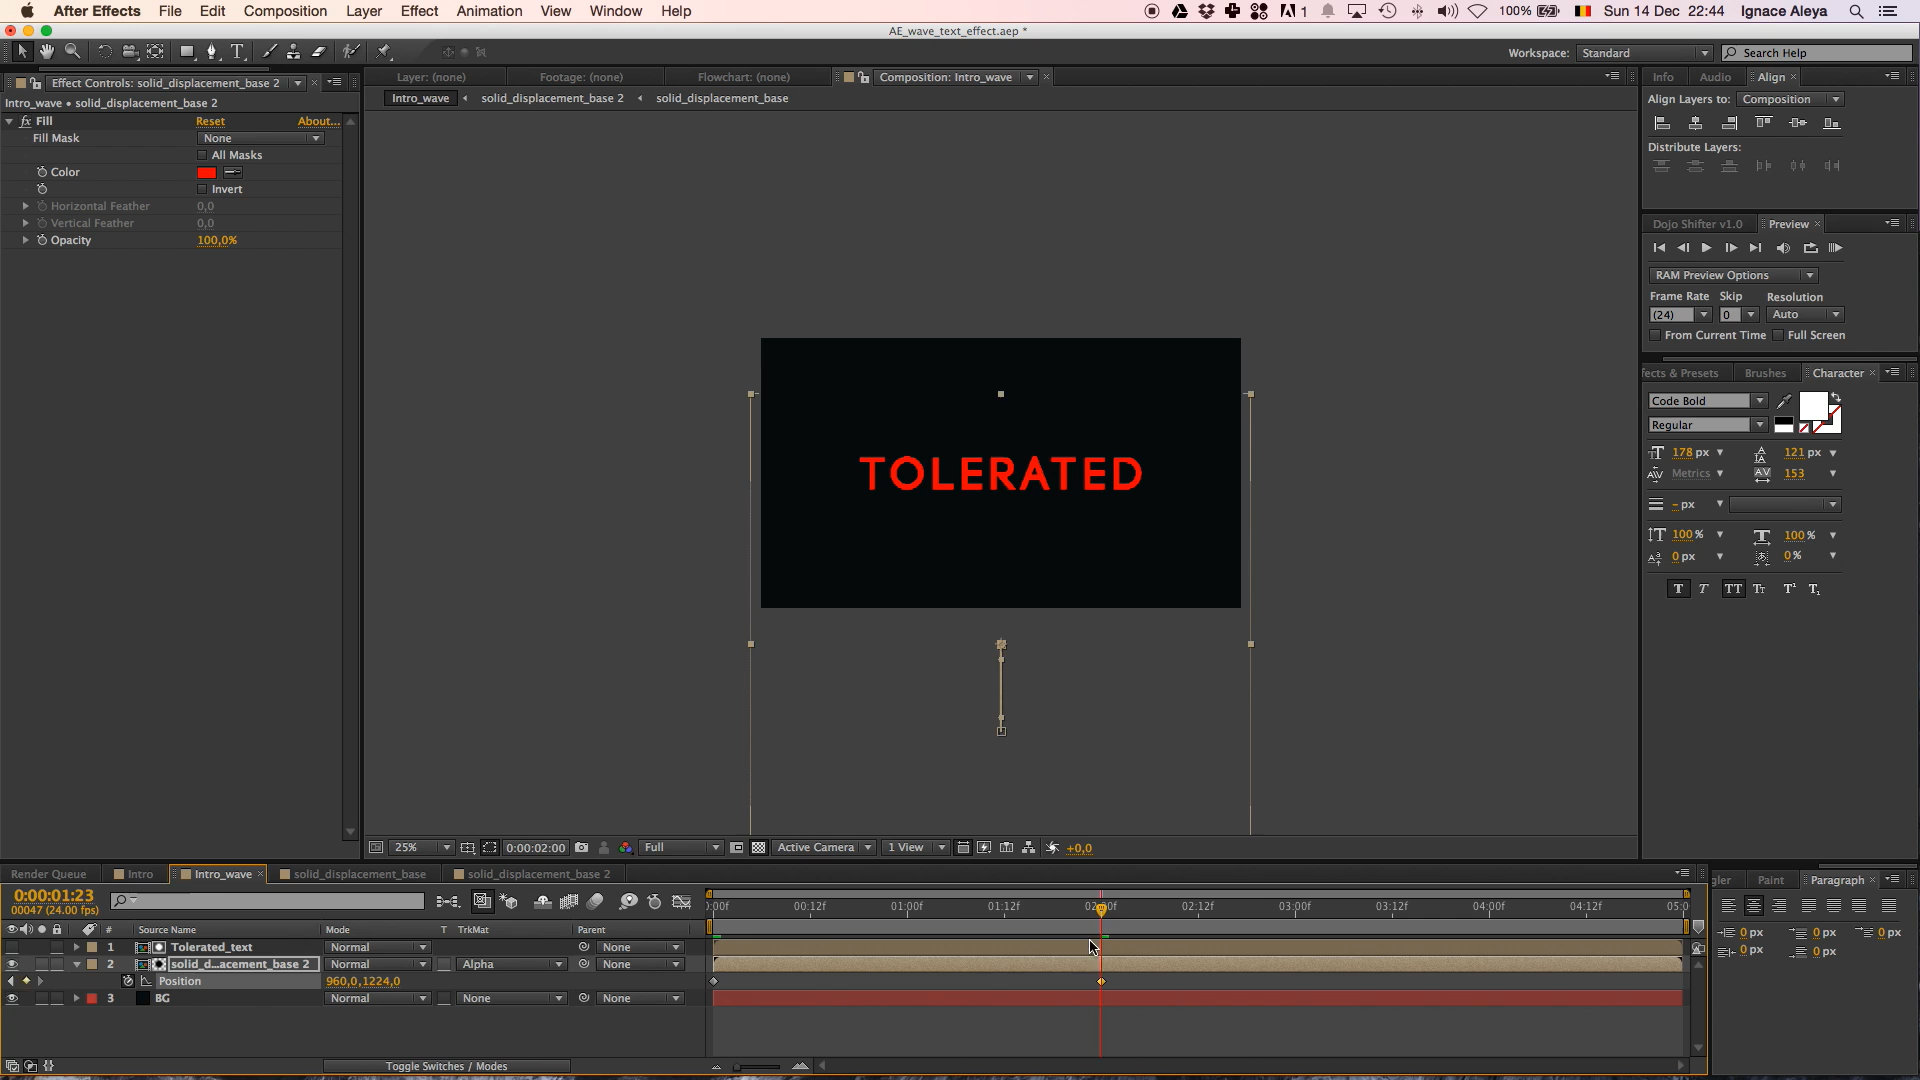 After Effects File Edit Composition Layer Effect Animation View Window Help 1 100% Sun 14 Dec 22:44 Ignace Aleya
AE_wave_text_effect.aep *
Workspace: Standard Search Help
Effect Controls: solid_displacement_base 2
Layer: (none) Footage: (none) Flowchart: (none) Composition: Intro_wave
Info Audio Align
Intro_wave • solid_displacement_base 2
Intro_wave solid_displacement_base 2 solid_displacement_base
Align Layers to: Composition
fx Fill Reset About...
Fill Mask None
All Masks
Distribute Layers:
Color
Invert
Horizontal Feather 0,0
Vertical Feather 0,0
Opacity 100,0%
Dojo Shifter v1.0 Preview
RAM Preview Options
Frame Rate Skip Resolution
(24) 0 Auto
From Current Time Full Screen
fects & Presets Brushes Character
Code Bold
Regular
178 px 121 px
Metrics 153
TOLERATED
- px
100 % 100 %
0 px 0 %
T T TT Tt T¹ T₁
25% 0:00:02:00 Full Active Camera 1 View +0,0
Render Queue Intro Intro_wave solid_displacement_base solid_displacement_base 2
gler Paint Paragraph
0:00:01:23
00047 (24.00 fps)
:00f 00:12f 01:00f 01:12f 02:00f 02:12f 03:00f 03:12f 04:00f 04:12f 05:0
# Source Name Mode T TrkMat Parent
0 px 0 px 0 px
0 px 0 px
1 Tolerated_text Normal None
2 solid_d...acement_base 2 Normal Alpha None
Position 960,0,1224,0
3 BG Normal None None
Toggle Switches / Modes